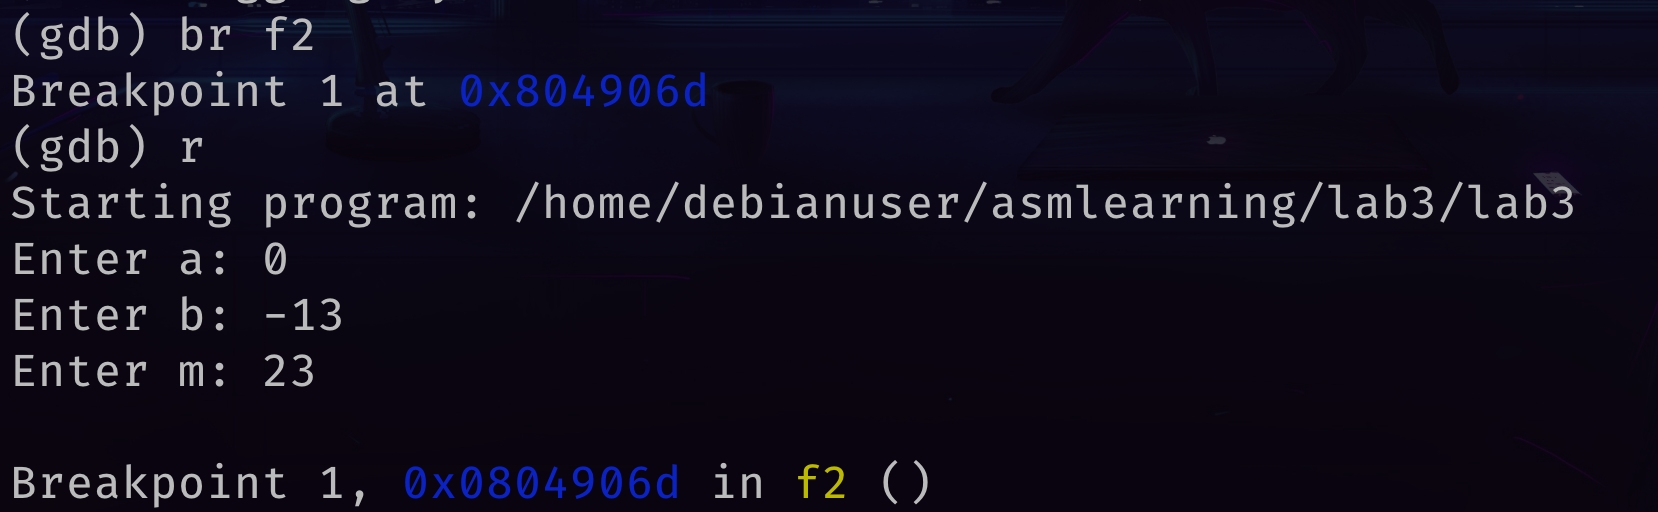 (gdb) br f2
Breakpoint 1 at 0x804906d
(gdb) r
Starting program: /home/debianuser/asmlearning/lab3/lab3
Enter a: 0
Enter b: -13
Enter m: 23
Breakpoint 1, 0x0804906d in f2 ()